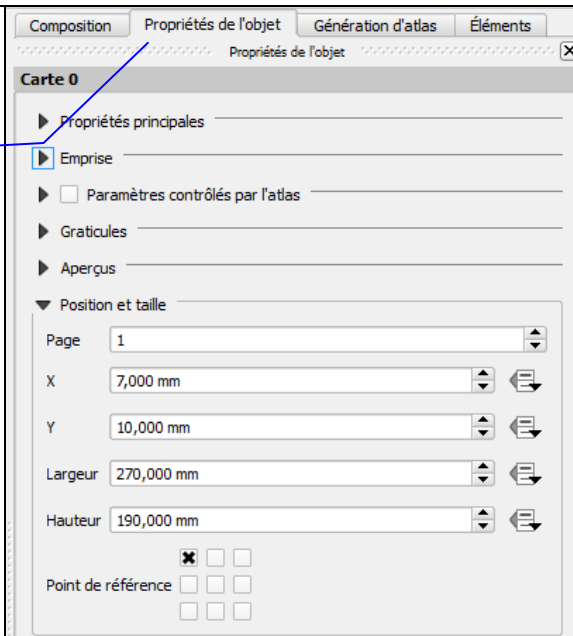 Composition Propriétés de l'objet Génération d'atlas Éléments
Propriétés de l'objet
Carte 0
Propriétés principales
Emprise
Paramètres contrôlés par l'atlas
Graticules
Aperçus
Position et taille
Page 1
X 7,000 mm
Y 10,000 mm
Largeur 270,000 mm
Hauteur 190,000 mm
Point de référence